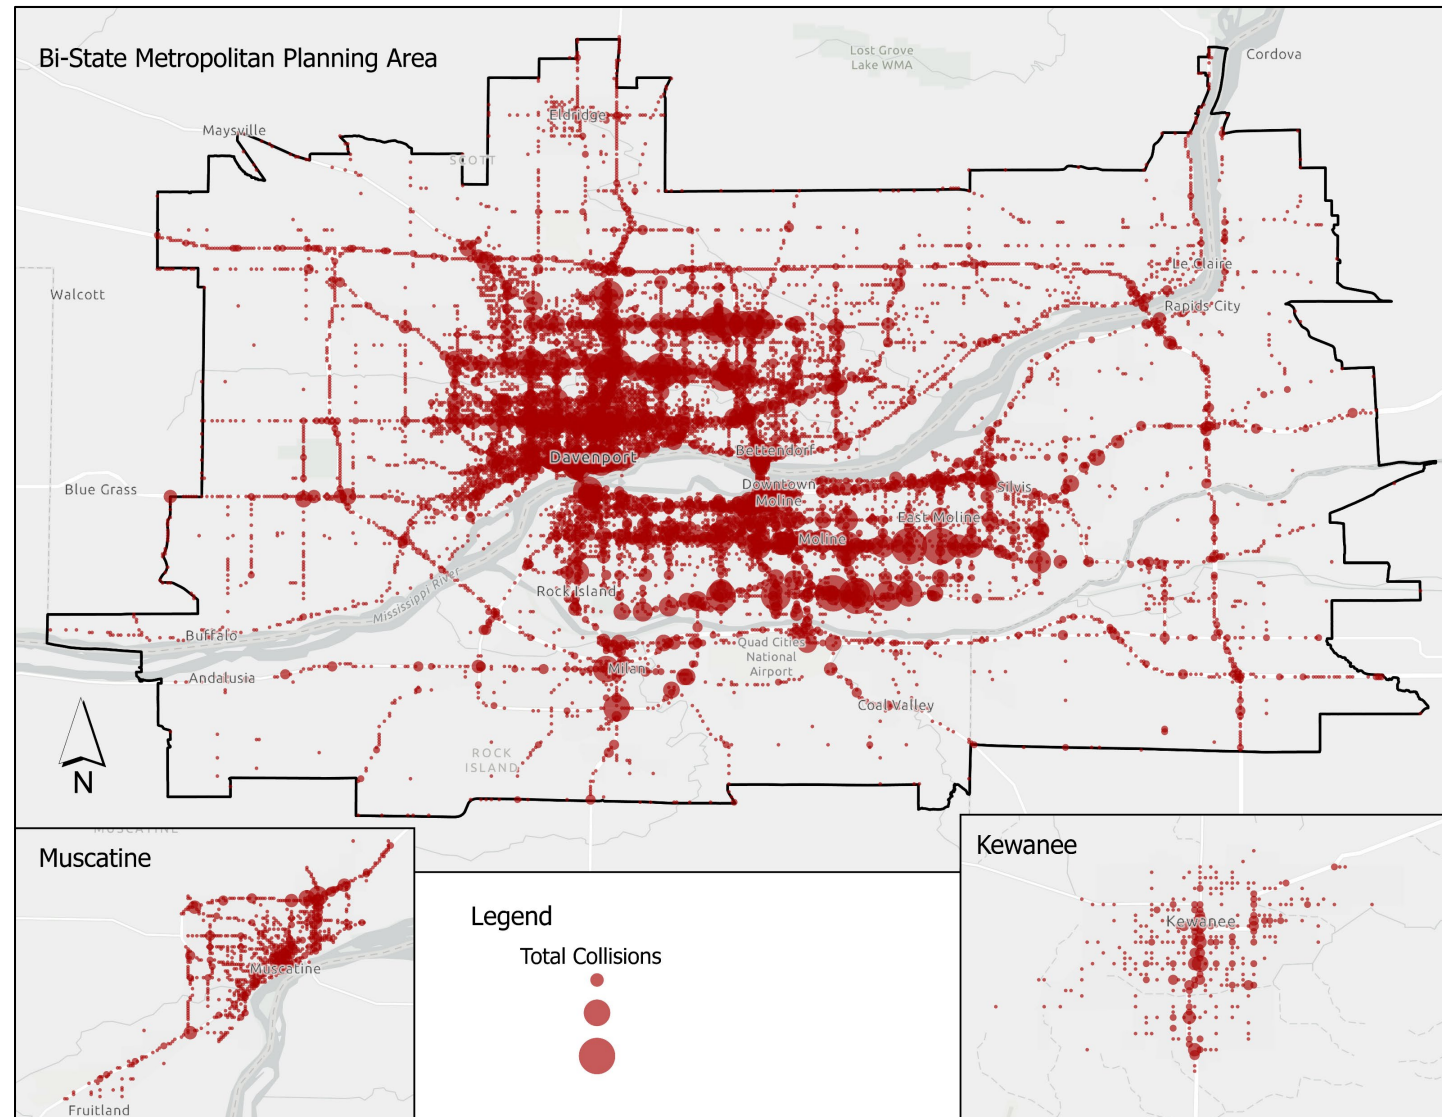 Bi-State Metropolitan Planning Area
Lost Grove
Lake WMA
Cordova
Maysville
Eldridge
SCOTT
Walcott
Le Claire
Rapids City
Blue Grass
Davenport
Bettendorf
Downtown
Moline
Silvis
East Moline
Moline
Mississippi River
Rock Island
Buffalo
Quad Cities
National
Airport
Andalusia
Milan
Coal Valley
ROCK
ISLAND
N
MUSCATINE
Muscatine
Muscatine
Fruitland
Legend
Total Collisions
Kewanee
Kewanee